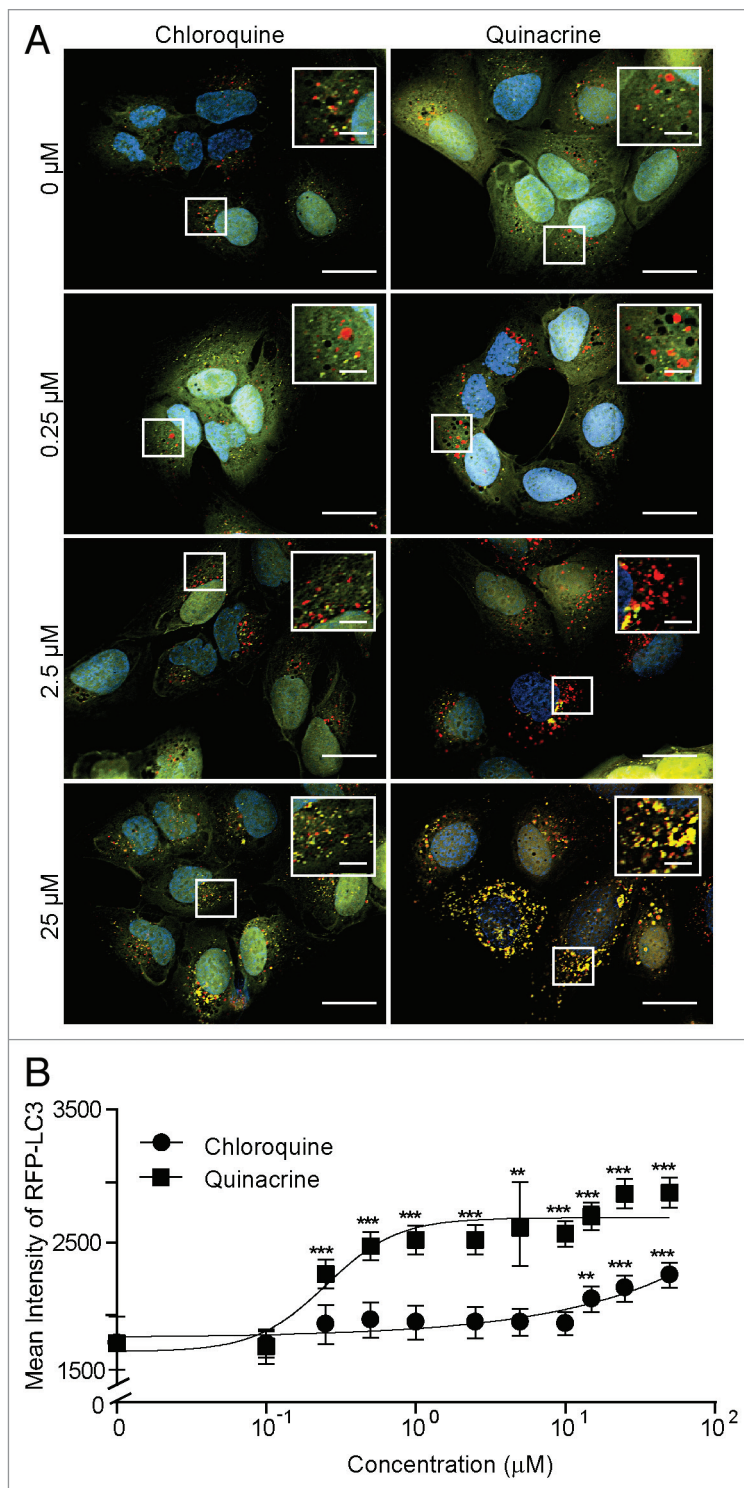 A
Chloroquine Quinacrine
0 µM
0.25 µM
2.5 µM
25 µM
B
Mean Intensity of RFP-LC3
3500
2500
1500
0
Chloroquine
Quinacrine
*** *** *** *** ** *** *** *** ***
** *** ***
0 10⁻¹ 10⁰ 10¹ 10²
Concentration (µM)